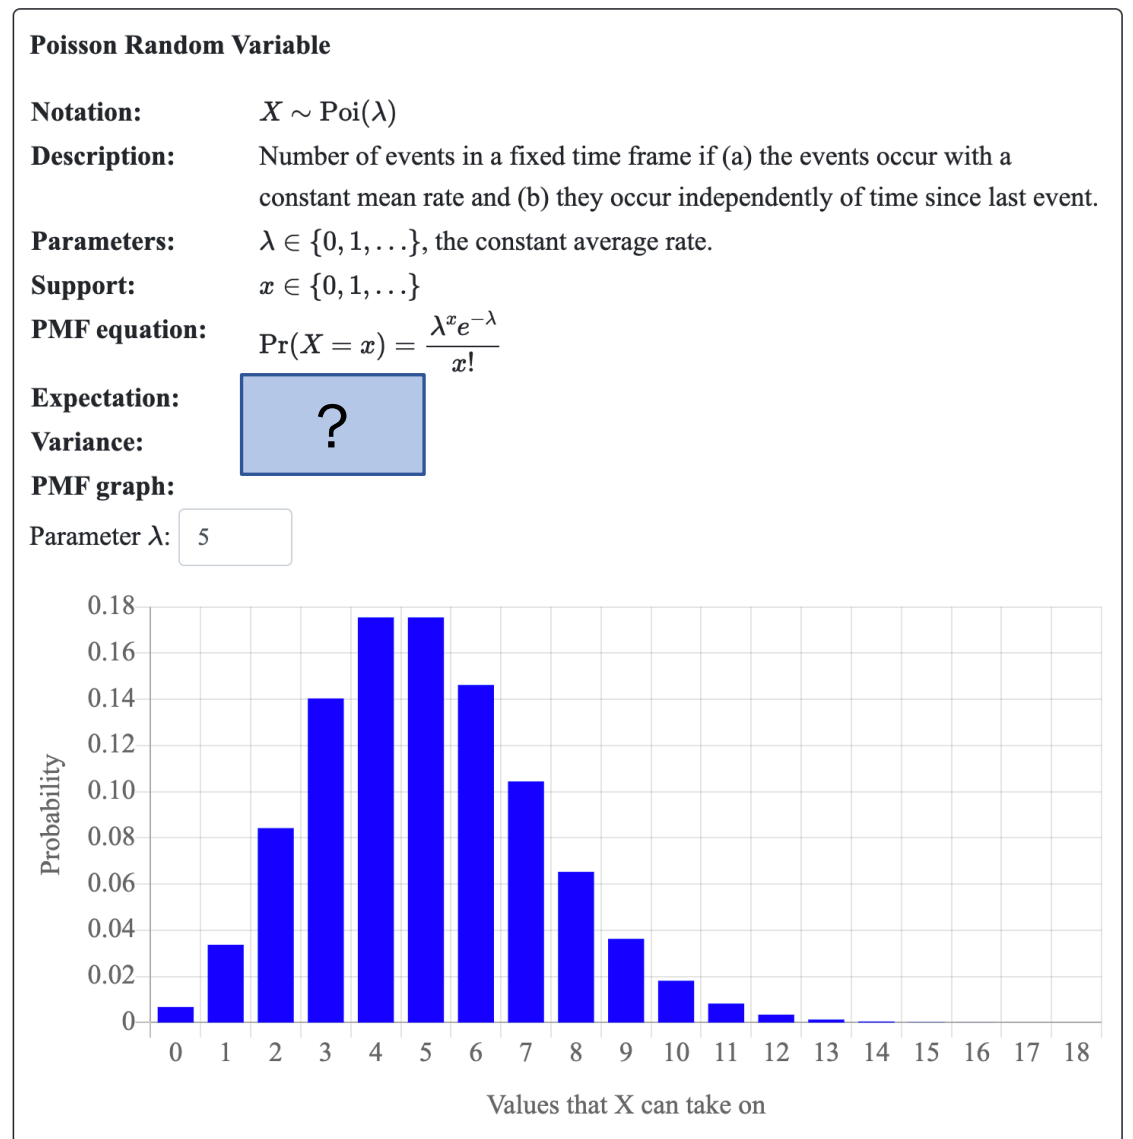 Poisson Random Variable
Notation: X ∼ Poi(λ)
Description: Number of events in a fixed time frame if (a) the events occur with a
constant mean rate and (b) they occur independently of time since last event.
Parameters: λ ∈ {0, 1, . . .}, the constant average rate.
Support: x ∈ {0, 1, . . .}
PMF equation: Pr(X = x) = λ^x e^{−λ} / x!
Expectation:
?
Variance:
PMF graph:
Parameter λ: 5
0.18
0.16
0.14
0.12
0.10
0.08
0.06
0.04
0.02
0
Probability
0 1 2 3 4 5 6 7 8 9 10 11 12 13 14 15 16 17 18
Values that X can take on